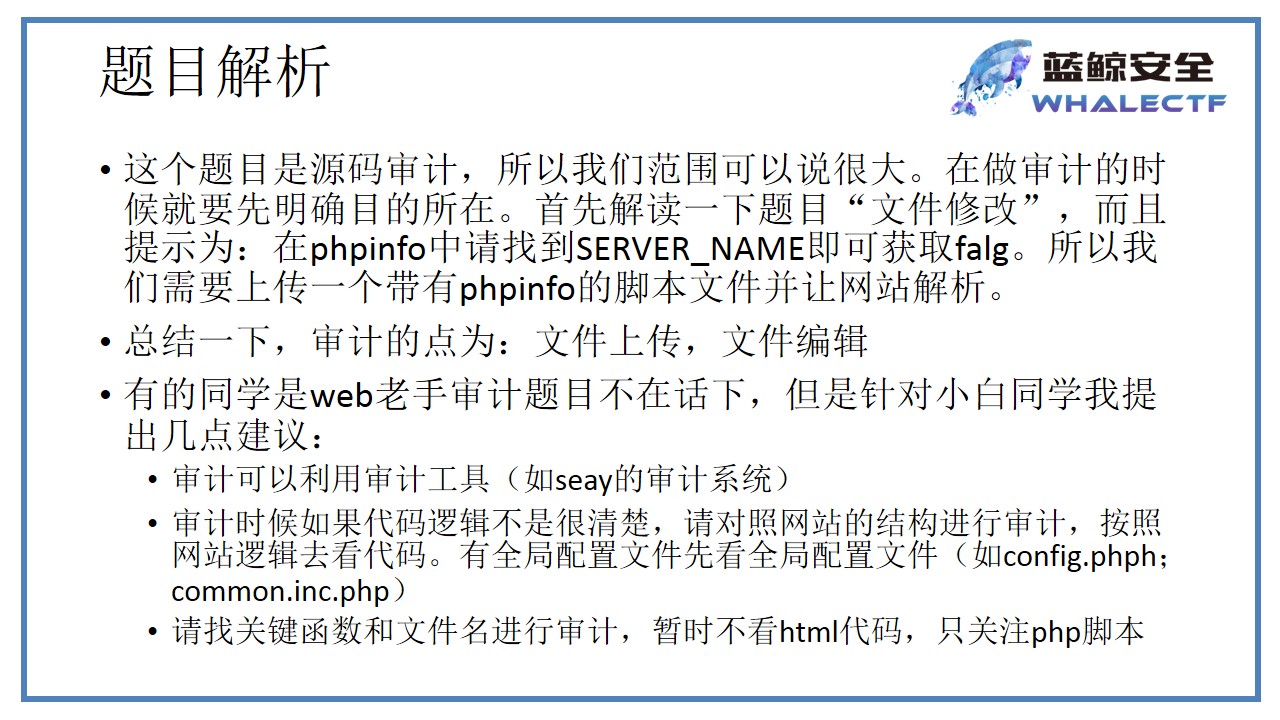 题目解析
蓝鲸安全
WHALECTF
• 这个题目是源码审计，所以我们范围可以说很大。在做审计的时
候就要先明确目的所在。首先解读一下题目“文件修改”，而且
提示为：在phpinfo中请找到SERVER_NAME即可获取falg。所以我
们需要上传一个带有phpinfo的脚本文件并让网站解析。
• 总结一下，审计的点为：文件上传，文件编辑
• 有的同学是web老手审计题目不在话下，但是针对小白同学我提
出几点建议：
• 审计可以利用审计工具（如seay的审计系统）
• 审计时候如果代码逻辑不是很清楚，请对照网站的结构进行审计，按照
网站逻辑去看代码。有全局配置文件先看全局配置文件（如config.phph；
common.inc.php）
• 请找关键函数和文件名进行审计，暂时不看html代码，只关注php脚本